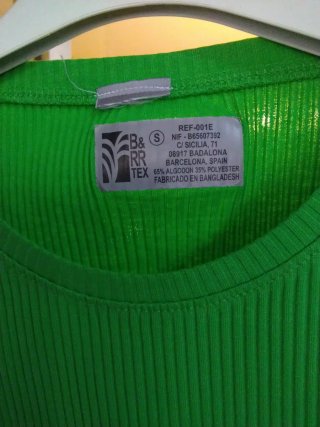 B&
RR
TEX
S
REF-001E
NIF - B65607392
C/ SICILIA, 71
08917 BADALONA
BARCELONA, SPAIN
65% ALGODON 35% POLYESTER
FABRICADO EN BANGLADESH